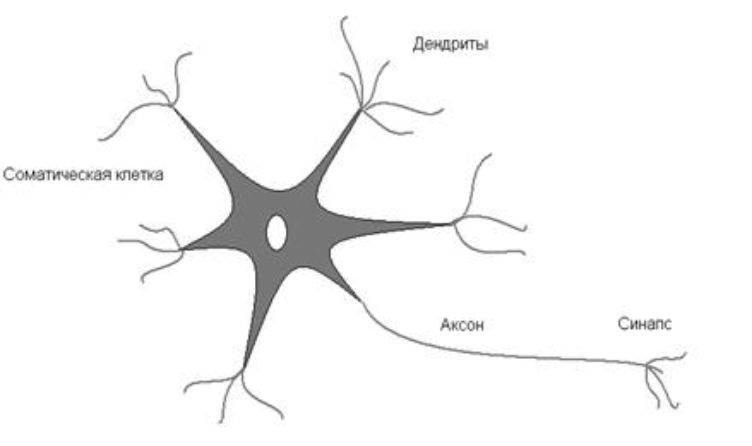 Дендриты
Соматическая клетка
Аксон
Синапс